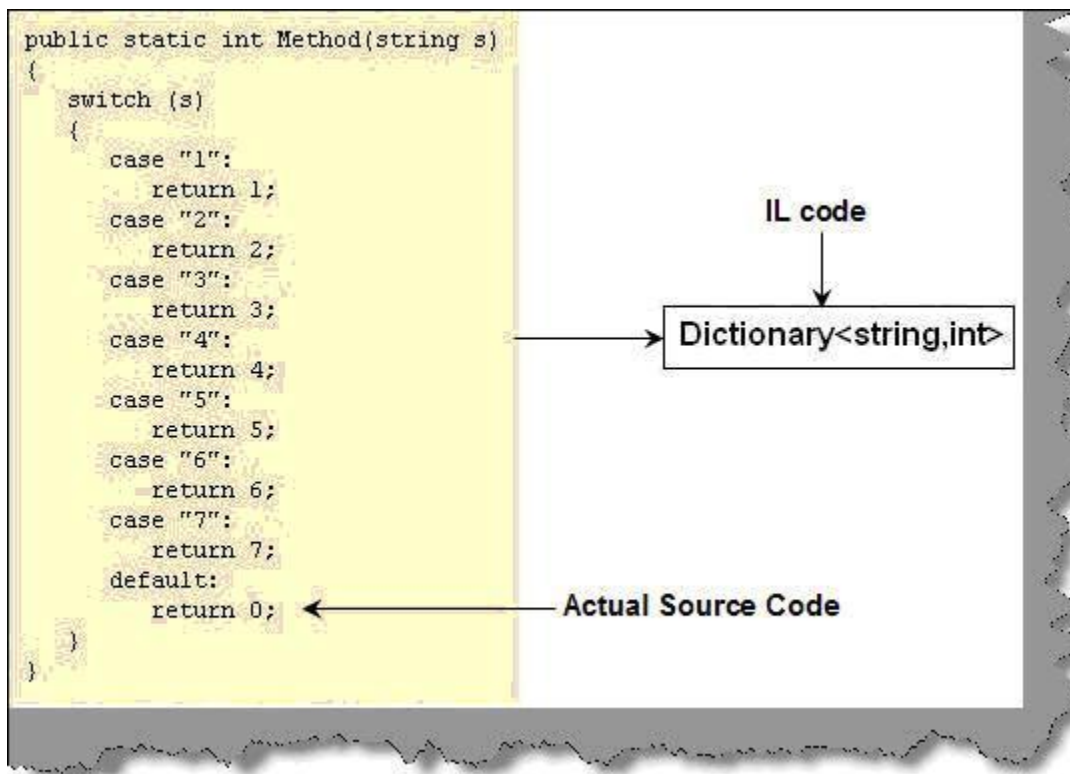 public static int Method(string s)
{
switch (s)
{
case "1":
return 1;
case "2":
return 2;
case "3":
return 3;
case "4":
return 4;
case "5":
return 5;
case "6":
return 6;
case "7":
return 7;
default:
return 0;
}
}
IL code
Dictionary<string,int>
Actual Source Code